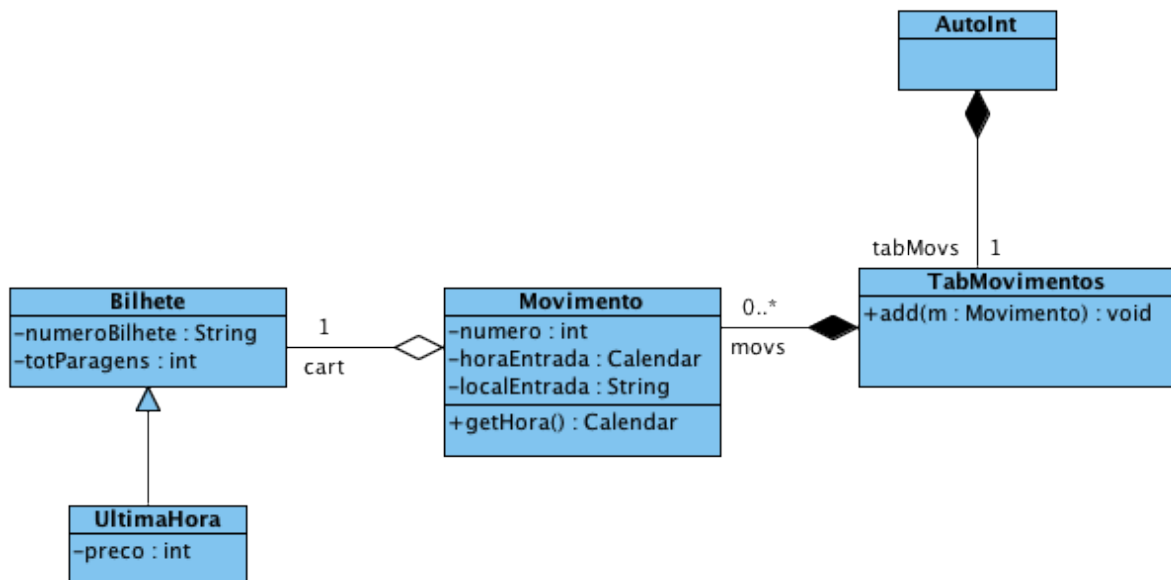 AutoInt
tabMovs 1
TabMovimentos
+add(m : Movimento) : void
Bilhete
-numeroBilhete : String
-totParagens : int
1
cart
Movimento
-numero : int
-horaEntrada : Calendar
-localEntrada : String
+getHora() : Calendar
0..*
movs
UltimaHora
-preco : int